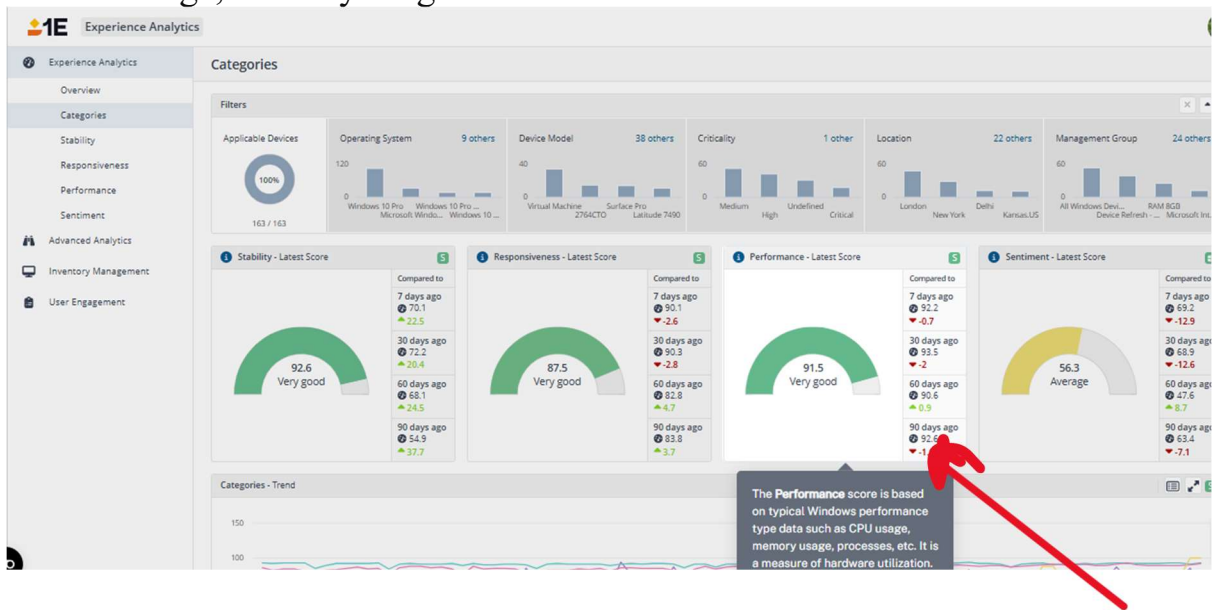 1E Experience Analytics
Experience Analytics
Overview
Categories
Stability
Responsiveness
Performance
Sentiment
Advanced Analytics
Inventory Management
User Engagement
Categories
Filters
Applicable Devices
100%
163 / 163
Operating System 9 others
120
0
Windows 10 Pro Windows 10 Pro ...
Microsoft Windo... Windows 10 ...
Device Model 38 others
40
0
Virtual Machine Surface Pro
2764CTO Latitude 7490
Criticality 1 other
60
0
Medium Undefined
High Critical
Location 22 others
60
0
London Delhi
New York Kansas.US
Management Group 24 others
60
0
All Windows Devi... RAM 8GB
Device Refresh - ... Microsoft Int.
Stability - Latest Score S
92.6
Very good
Compared to
7 days ago
70.1
22.5
30 days ago
72.2
20.4
60 days ago
68.1
24.5
90 days ago
54.9
37.7
Responsiveness - Latest Score S
87.5
Very good
Compared to
7 days ago
90.1
-2.6
30 days ago
90.3
-2.8
60 days ago
82.8
4.7
90 days ago
83.8
3.7
Performance - Latest Score S
91.5
Very good
Compared to
7 days ago
92.2
-0.7
30 days ago
93.5
-2
60 days ago
90.6
0.9
90 days ago
92.6
Sentiment - Latest Score
56.3
Average
Compared to
7 days ago
69.2
-12.9
30 days ago
68.9
-12.6
60 days ago
47.6
8.7
90 days ago
63.4
-7.1
The Performance score is based
on typical Windows performance
type data such as CPU usage,
memory usage, processes, etc. It is
a measure of hardware utilization.
Categories - Trend
150
100